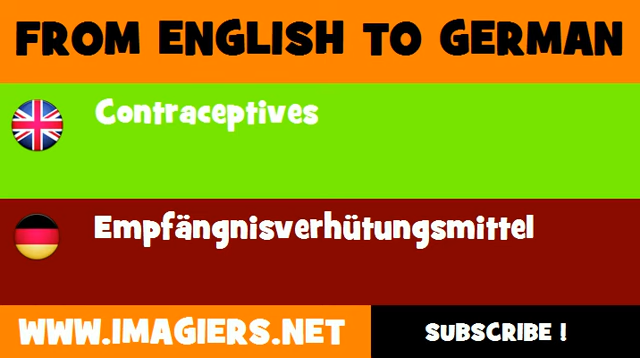 FROM ENGLISH TO GERMAN
Contraceptives
Empfängnisverhütungsmittel
WWW.IMAGIERS.NET
SUBSCRIBE !